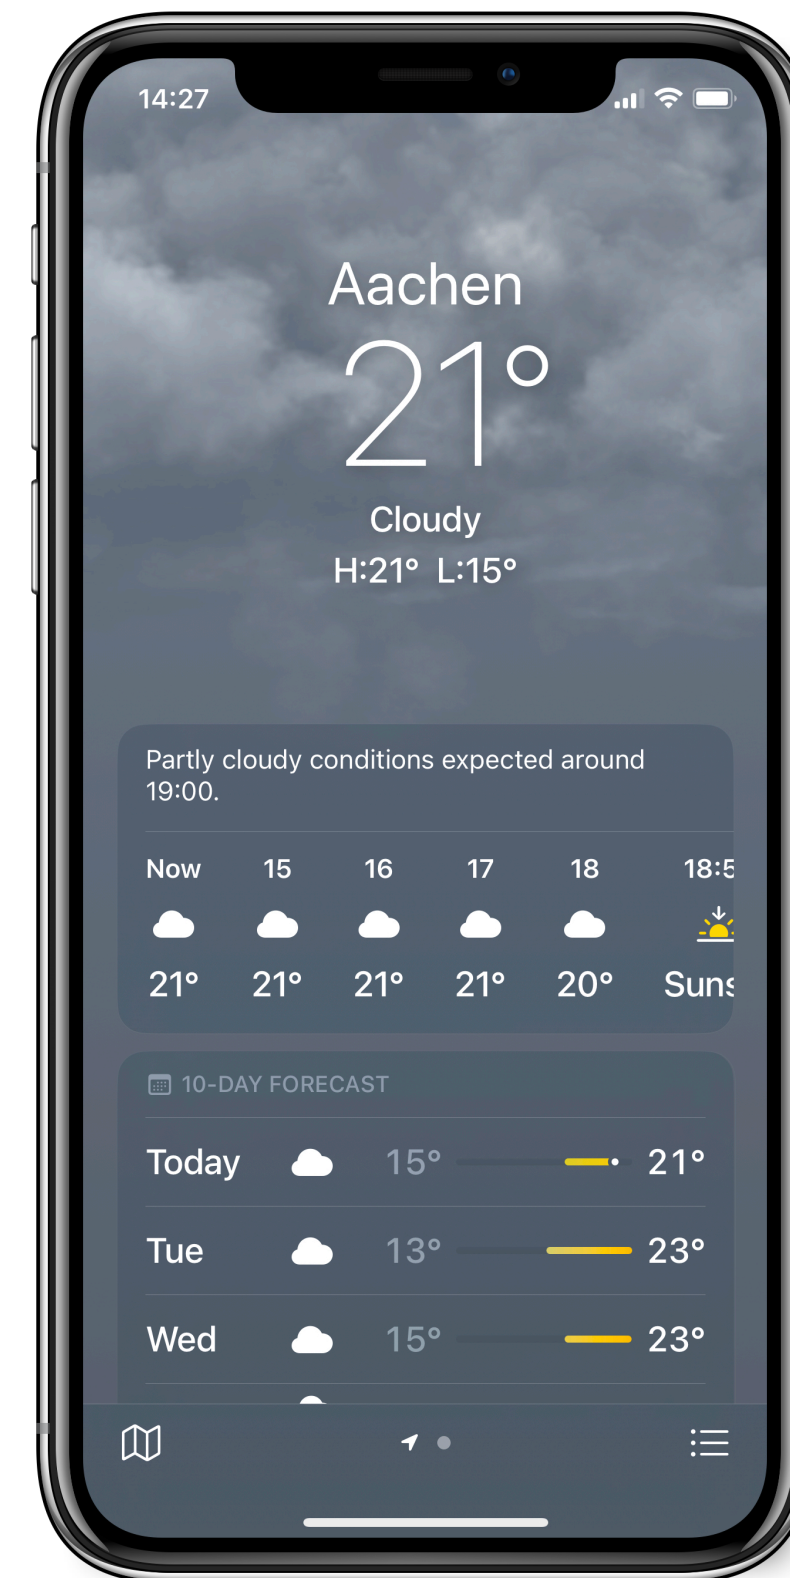 14:27
Aachen
21°
Cloudy
H:21° L:15°
Partly cloudy conditions expected around
19:00.
Now 15 16 17 18
21° 21° 21° 21° 20°
10-DAY FORECAST
Today 15° 21°
Tue 13° 23°
Wed 15° 23°